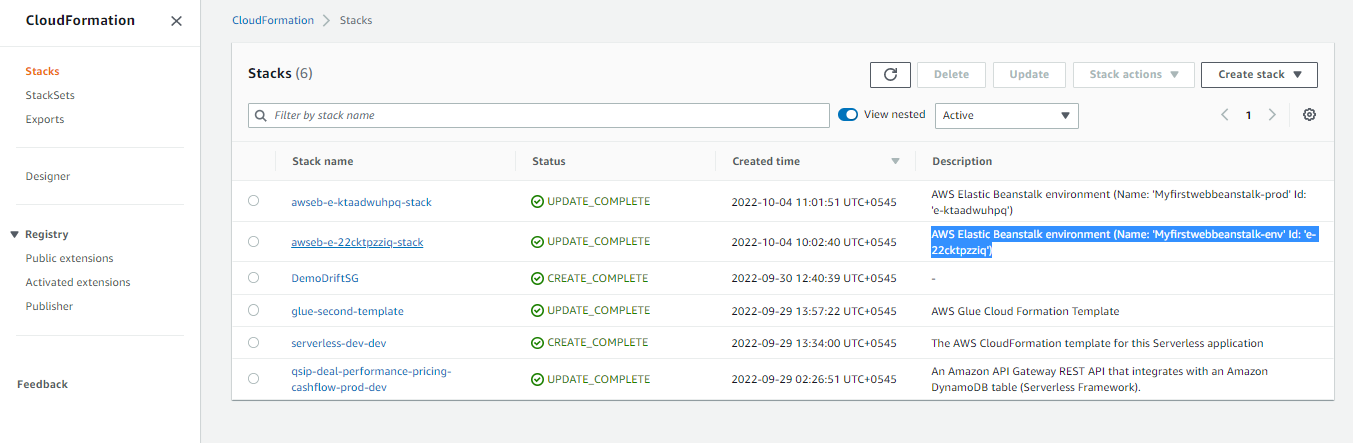 CloudFormation
CloudFormation > Stacks
Stacks
StackSets
Exports
Designer
Registry
Public extensions
Activated extensions
Publisher
Feedback
Stacks (6)
Delete
Update
Stack actions
Create stack
Filter by stack name
View nested
Active
1
Stack name Status Created time Description
awseb-e-ktaadwuhpq-stack UPDATE_COMPLETE 2022-10-04 11:01:51 UTC+0545 AWS Elastic Beanstalk environment (Name: 'Myfirstwebbeanstalk-prod' Id:
'e-ktaadwuhpq')
awseb-e-22cktpzziq-stack UPDATE_COMPLETE 2022-10-04 10:02:40 UTC+0545 AWS Elastic Beanstalk environment (Name: 'Myfirstwebbeanstalk-env' Id: 'e-
22cktpzziq')
DemoDriftSG CREATE_COMPLETE 2022-09-30 12:40:39 UTC+0545 -
glue-second-template UPDATE_COMPLETE 2022-09-29 13:57:22 UTC+0545 AWS Glue Cloud Formation Template
serverless-dev-dev CREATE_COMPLETE 2022-09-29 13:34:00 UTC+0545 The AWS CloudFormation template for this Serverless application
qsip-deal-performance-pricing-
cashflow-prod-dev UPDATE_COMPLETE 2022-09-29 02:26:51 UTC+0545 An Amazon API Gateway REST API that integrates with an Amazon
DynamoDB table (Serverless Framework).